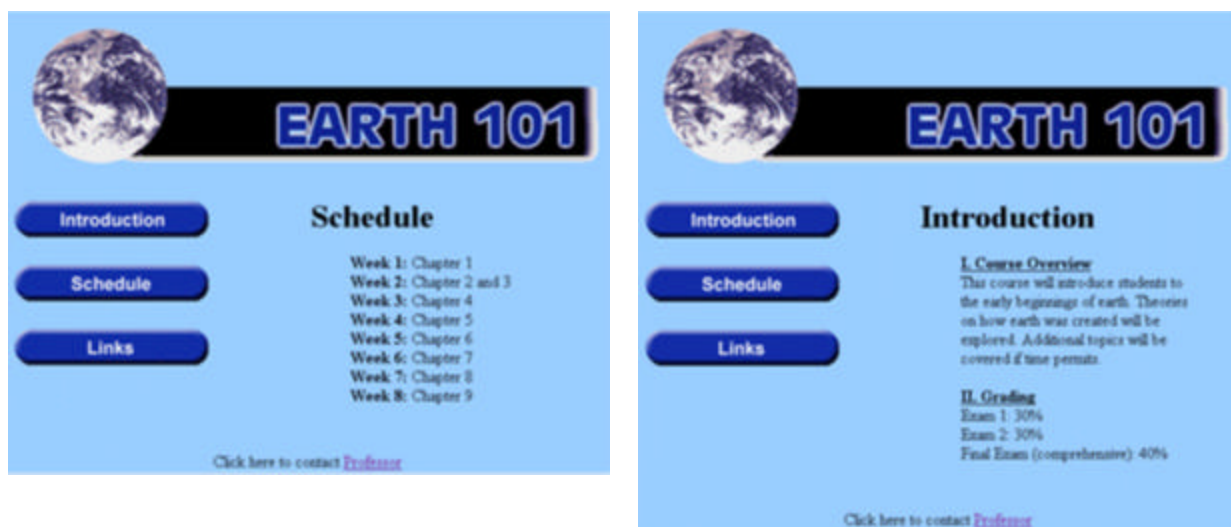 EARTH 101
Introduction
Schedule
Links
Schedule
Week 1: Chapter 1
Week 2: Chapter 2 and 3
Week 3: Chapter 4
Week 4: Chapter 5
Week 5: Chapter 6
Week 6: Chapter 7
Week 7: Chapter 8
Week 8: Chapter 9
Click here to contact Professor
EARTH 101
Introduction
Schedule
Links
Introduction
I. Course Overview
This course will introduce students to
the early beginnings of earth. Theories
on how earth was created will be
explored. Additional topics will be
covered if time permits.
II. Grading
Exam 1: 30%
Exam 2: 30%
Final Exam (comprehensive): 40%
Click here to contact Professor